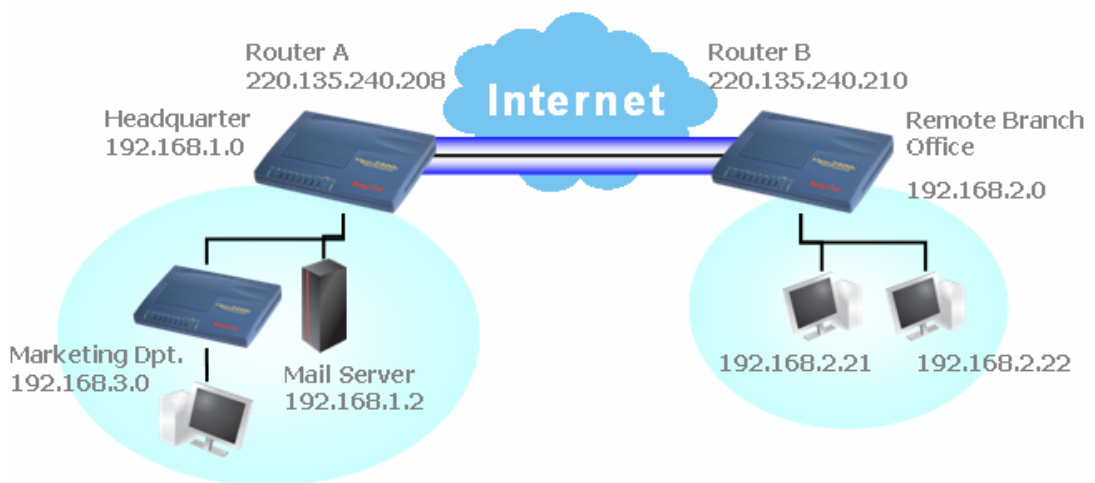 Router A
220.135.240.208
Router B
220.135.240.210
Internet
Headquarter
192.168.1.0
Remote Branch
Office
192.168.2.0
Marketing Dpt.
192.168.3.0
Mail Server
192.168.1.2
192.168.2.21
192.168.2.22